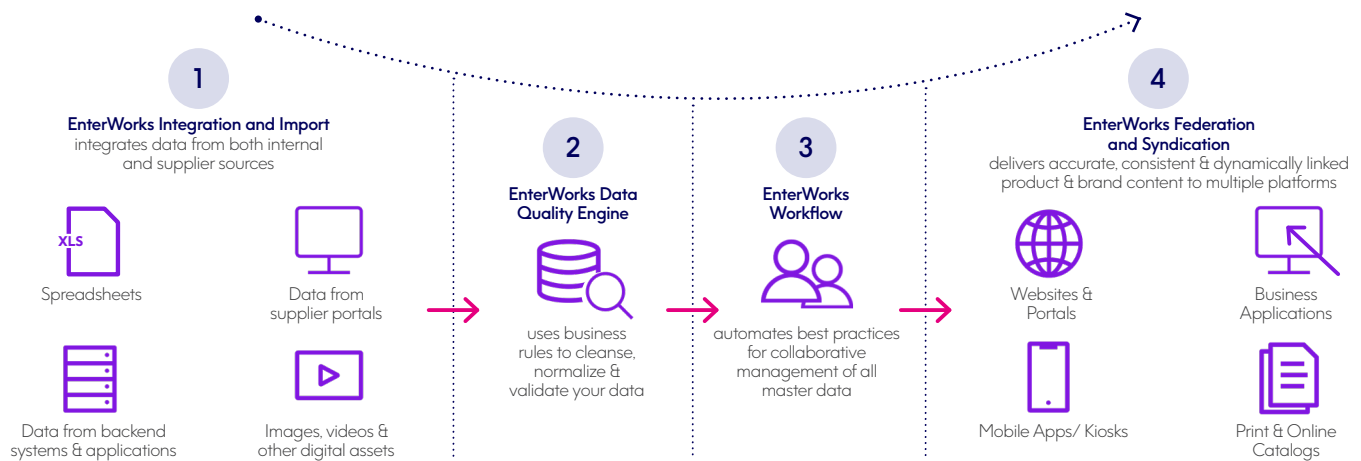 1
EnterWorks Integration and Import
integrates data from both internal
and supplier sources
XLS
Spreadsheets
Data from
supplier portals
Data from backend
systems & applications
Images, videos &
other digital assets
2
EnterWorks Data
Quality Engine
uses business
rules to cleanse,
normalize &
validate your data
3
EnterWorks
Workflow
automates best practices
for collaborative
management of all
master data
4
EnterWorks Federation
and Syndication
delivers accurate, consistent & dynamically linked
product & brand content to multiple platforms
Websites &
Portals
Business
Applications
Mobile Apps/ Kiosks
Print & Online
Catalogs